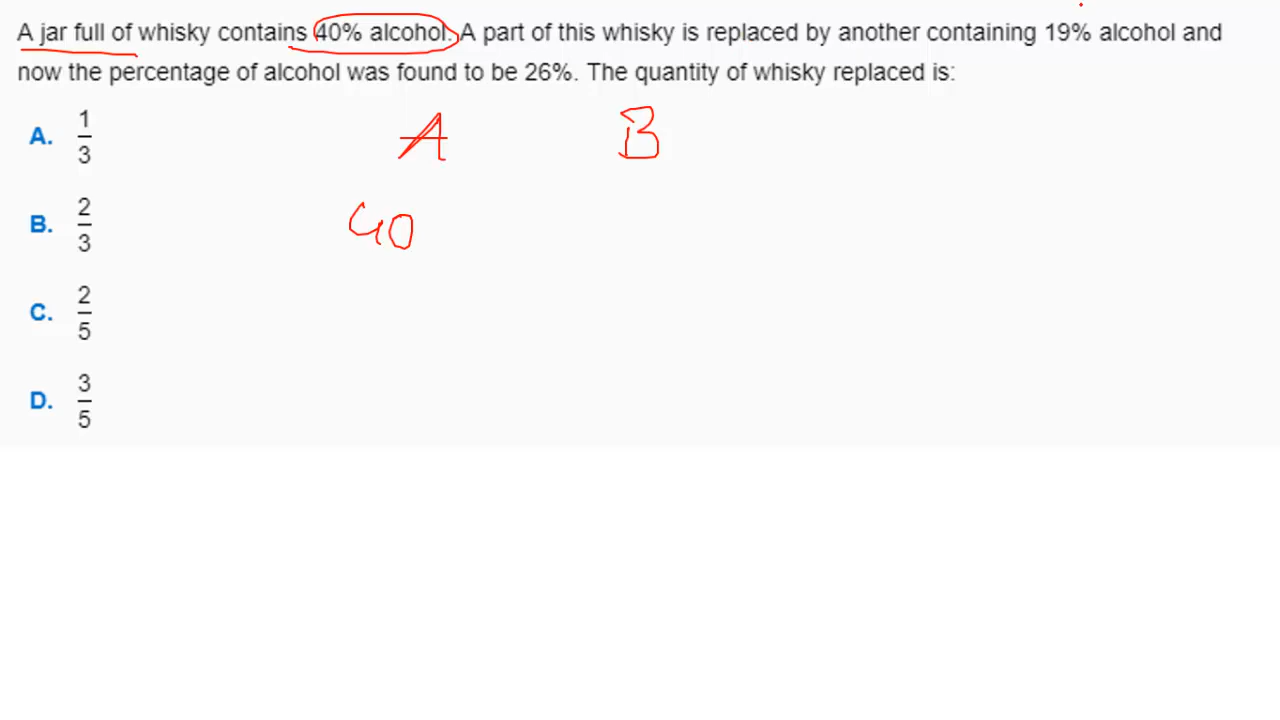 A jar full of whisky contains 40% alcohol. A part of this whisky is replaced by another containing 19% alcohol and
now the percentage of alcohol was found to be 26%. The quantity of whisky replaced is:
A. 1/3
B. 2/3
C. 2/5
D. 3/5
A B
40